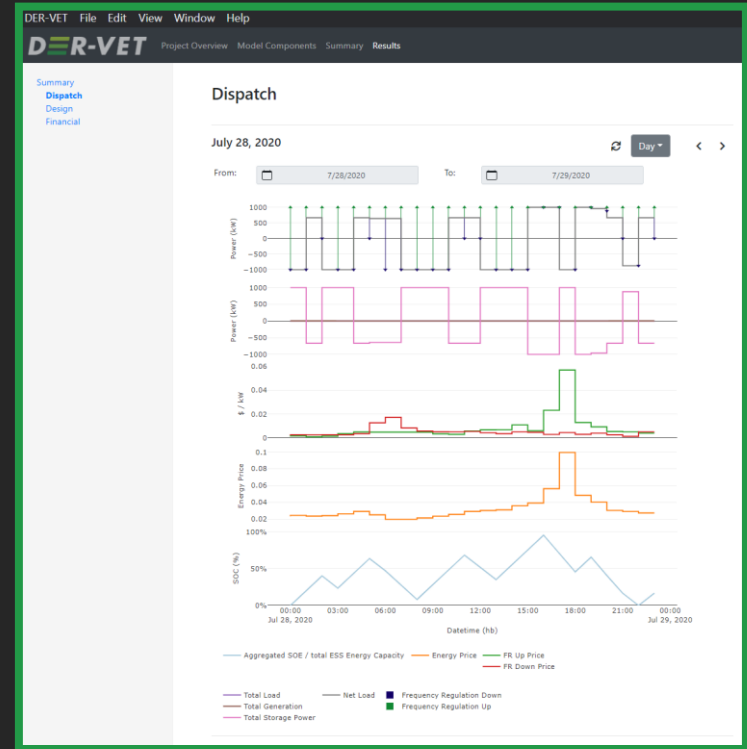 DER-VET File Edit View Window Help
DER-VET Project Overview Model Components Summary Results
Summary
Dispatch
Design
Financial
Dispatch
July 28, 2020
Day
From: 7/28/2020 To: 7/29/2020
1000
500
0
−500
−1000
Power (kW)
1000
500
0
−500
−1000
Power (kW)
0.06
0.04
0.02
0
$ / kW
0.1
0.08
0.06
0.04
0.02
Energy Price
100%
50%
0%
SOC (%)
00:00 03:00 06:00 09:00 12:00 15:00 18:00 21:00 00:00
Jul 28, 2020 Jul 29, 2020
Datetime (hb)
Aggregated SOE / total ESS Energy Capacity Energy Price FR Up Price
FR Down Price
Total Load Net Load Frequency Regulation Down
Total Generation Frequency Regulation Up
Total Storage Power